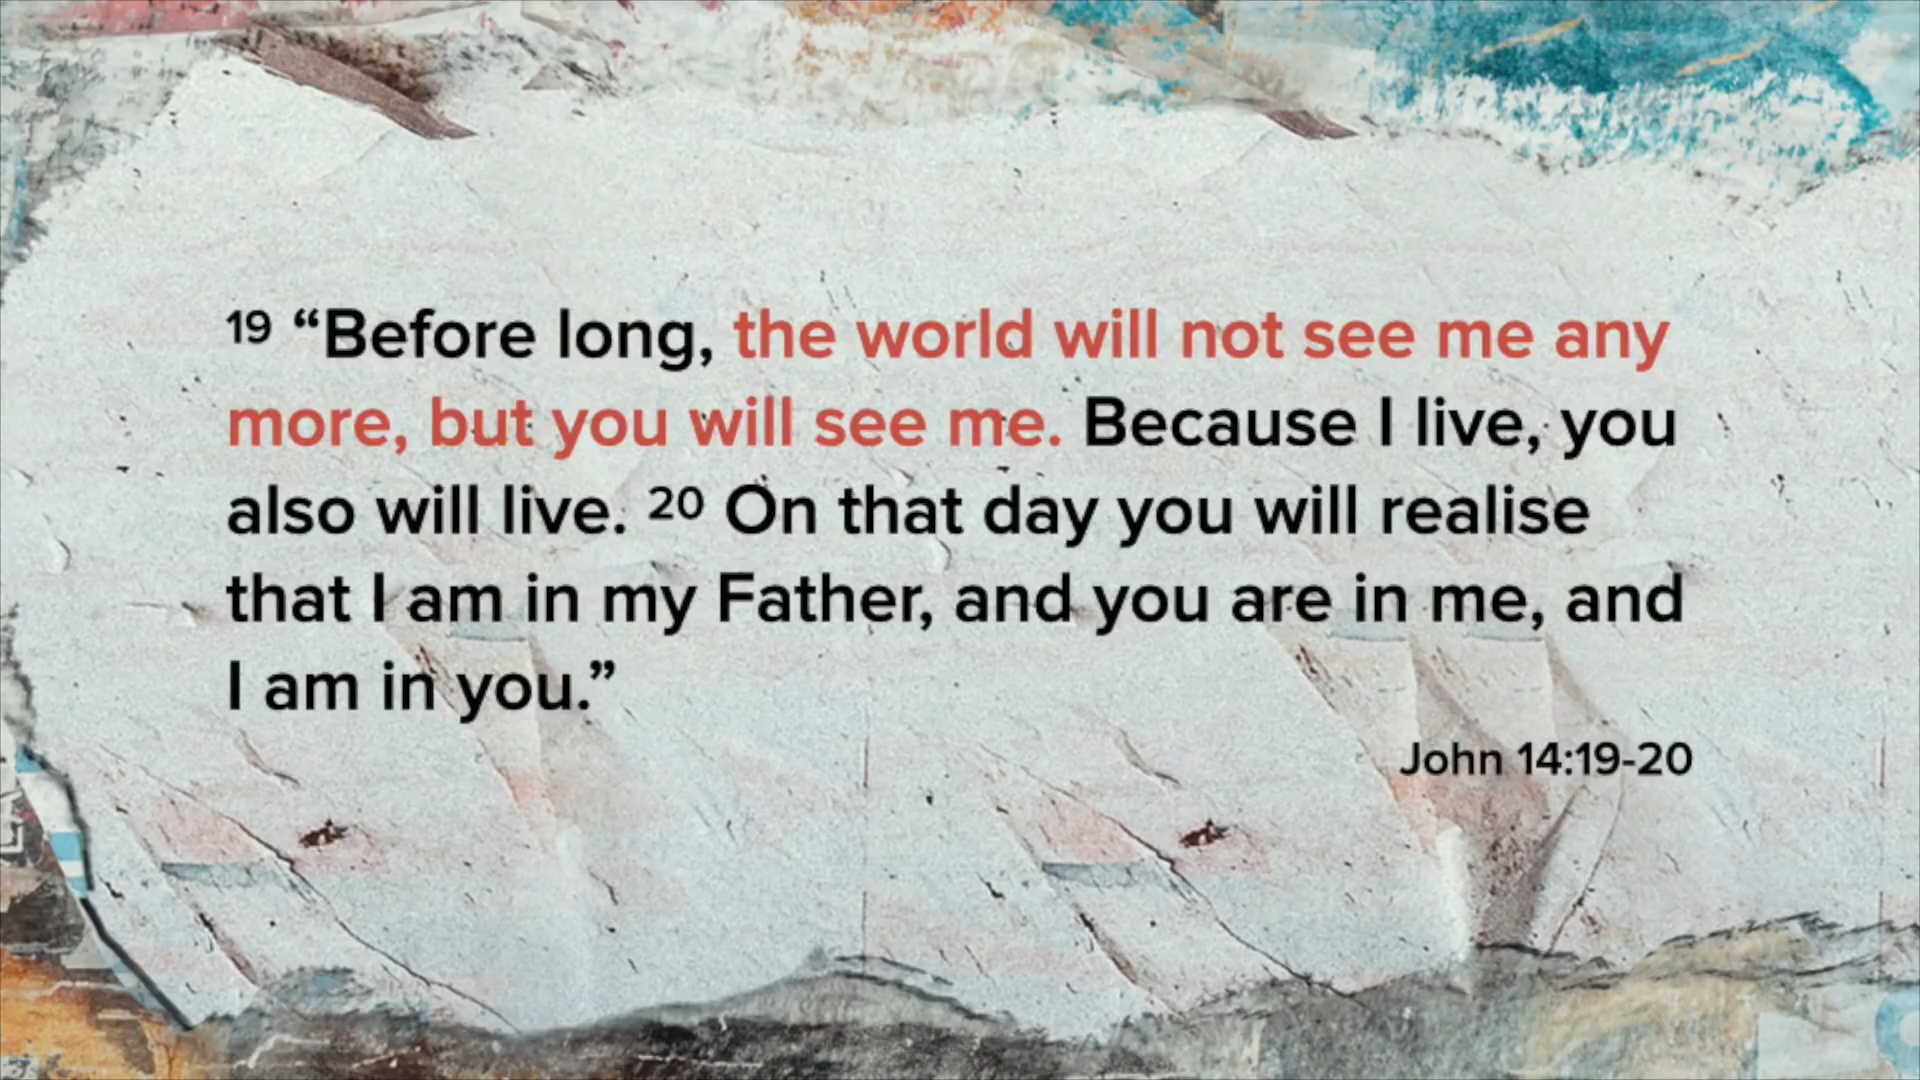 19 “Before long, the world will not see me any
more, but you will see me. Because I live, you
also will live. 20 On that day you will realise
that I am in my Father, and you are in me, and
I am in you.”
John 14:19-20